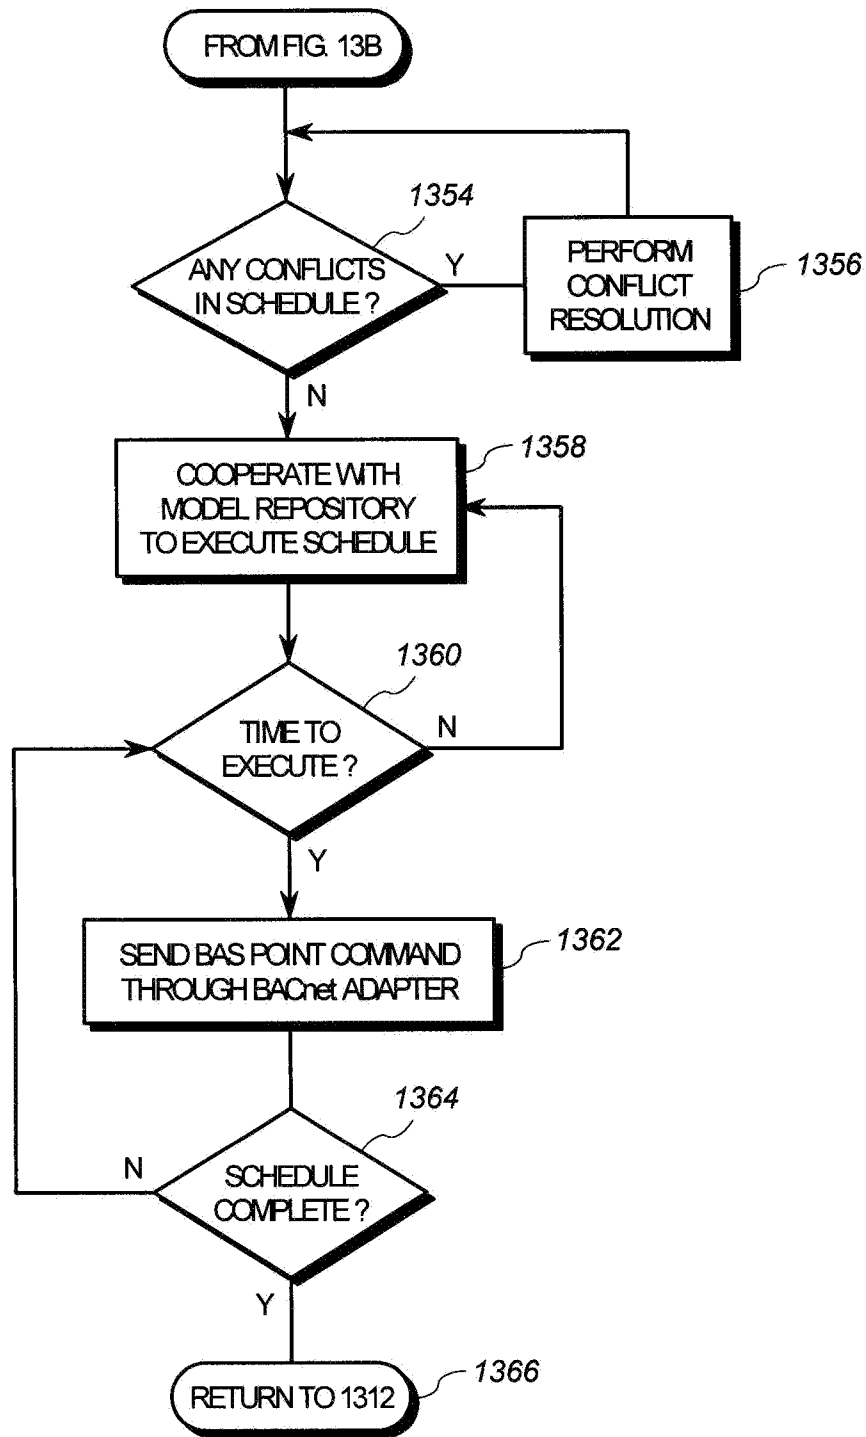 FROM FIG. 13B
1354
ANY CONFLICTS
IN SCHEDULE ?
Y
PERFORM
CONFLICT
RESOLUTION
1356
N
1358
COOPERATE WITH
MODEL REPOSITORY
TO EXECUTE SCHEDULE
1360
TIME TO
EXECUTE ?
N
Y
1362
SEND BAS POINT COMMAND
THROUGH BACnet ADAPTER
1364
N
SCHEDULE
COMPLETE ?
Y
RETURN TO 1312
1366